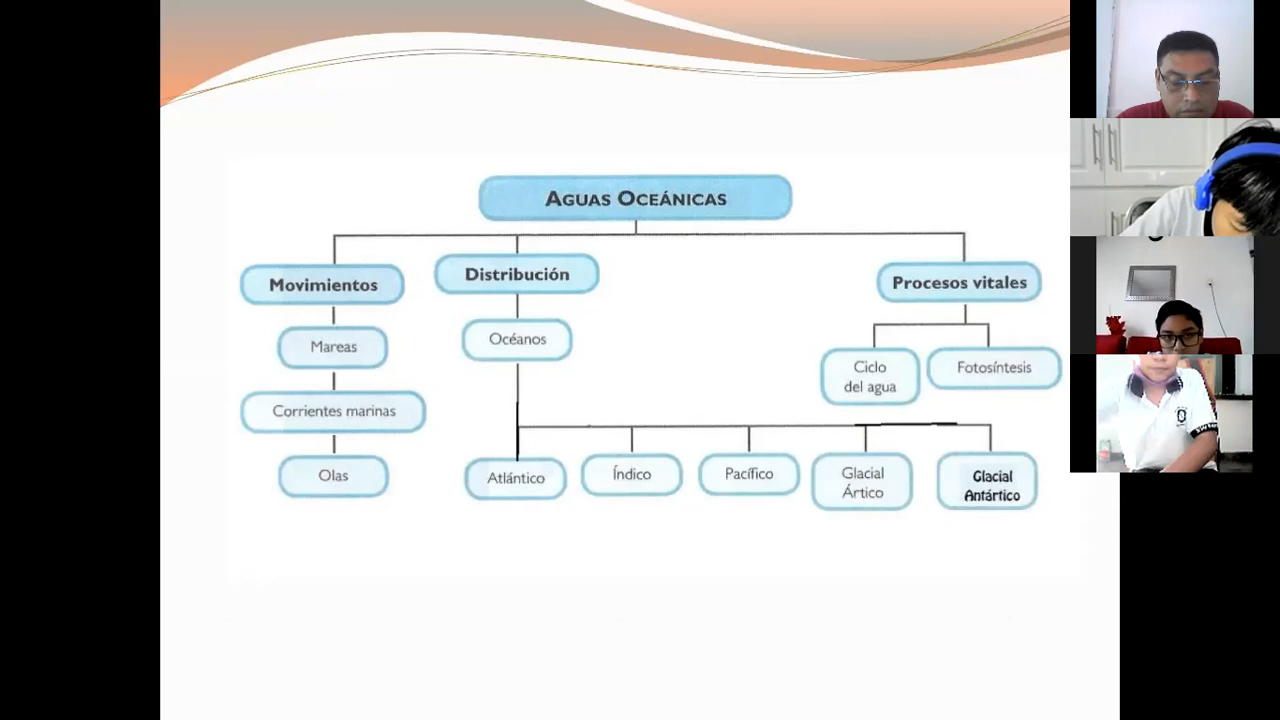 AGUAS OCEÁNICAS
Movimientos
Distribución
Procesos vitales
Mareas
Océanos
Ciclo
del agua
Fotosíntesis
Corrientes marinas
Olas
Atlántico
Índico
Pacífico
Glacial
Ártico
Glacial
Antártico